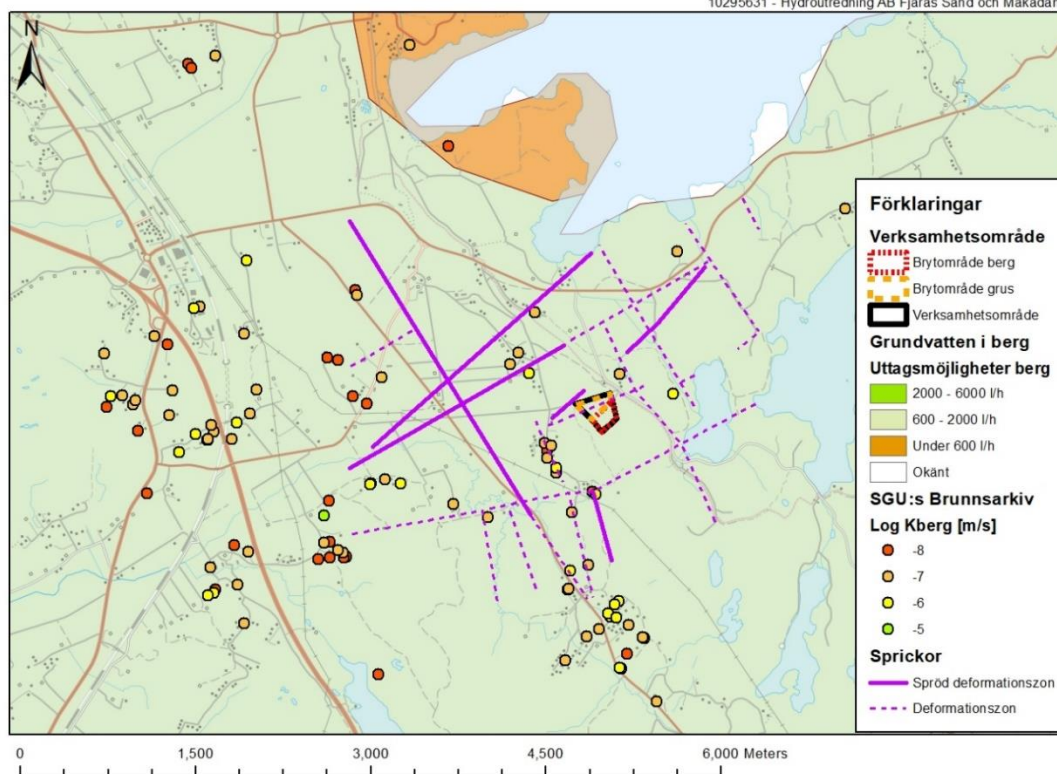 10295631 - Hydroutredning AB Fjärås Sand och Makadam
N
Förklaringar
Verksamhetsområde
Brytområde berg
Brytområde grus
Verksamhetsområde
Grundvatten i berg
Uttagsmöjligheter berg
2000 - 6000 l/h
600 - 2000 l/h
Under 600 l/h
Okänt
SGU:s Brunnsarkiv
Log Kberg [m/s]
-8
-7
-6
-5
Sprickor
Spröd deformationszon
Deformationszon
0 1,500 3,000 4,500 6,000 Meters